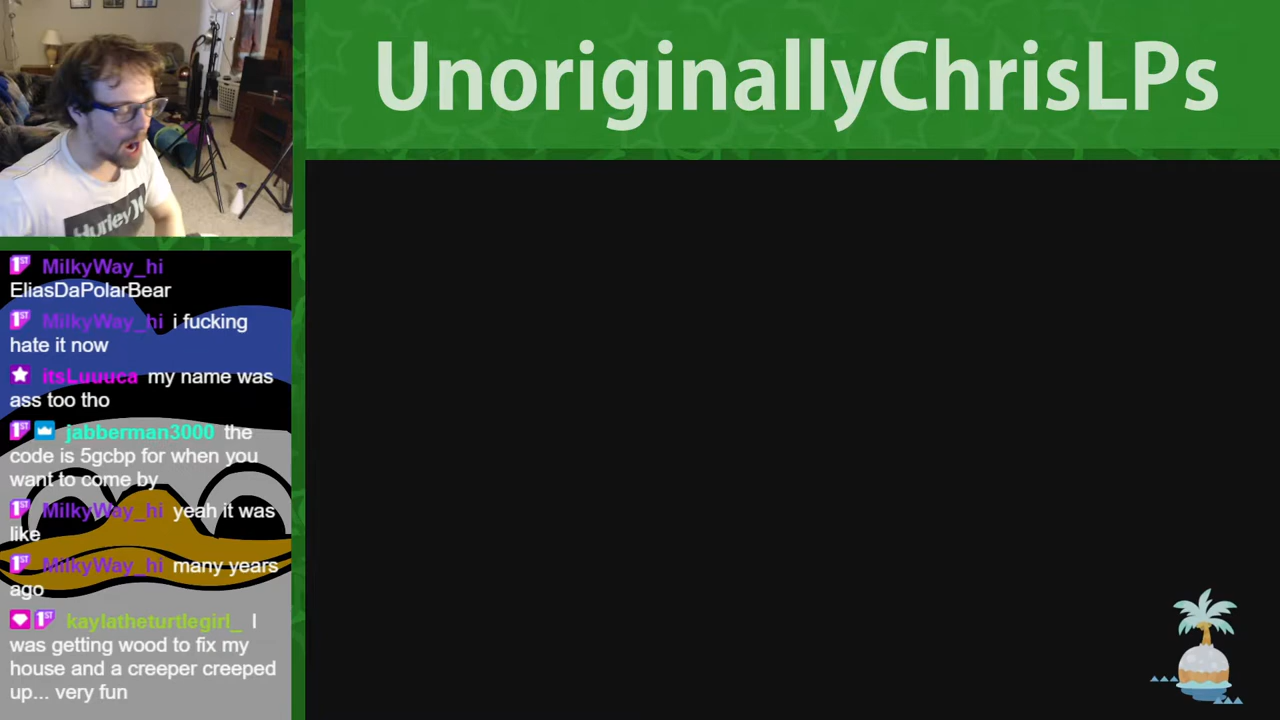 UnoriginallyChrisLPs
Hurley
MilkyWay_hi
EliasDaPolarBear
MilkyWay_hi i fucking
hate it now
itsLuuuca my name was
ass too tho
jabberman3000 the
code is 5gcbp for when you
want to come by
MilkyWay_hi yeah it was
like
MilkyWay_hi many years
ago
kaylatheturtlegirl_ I
was getting wood to fix my
house and a creeper creeped
up... very fun